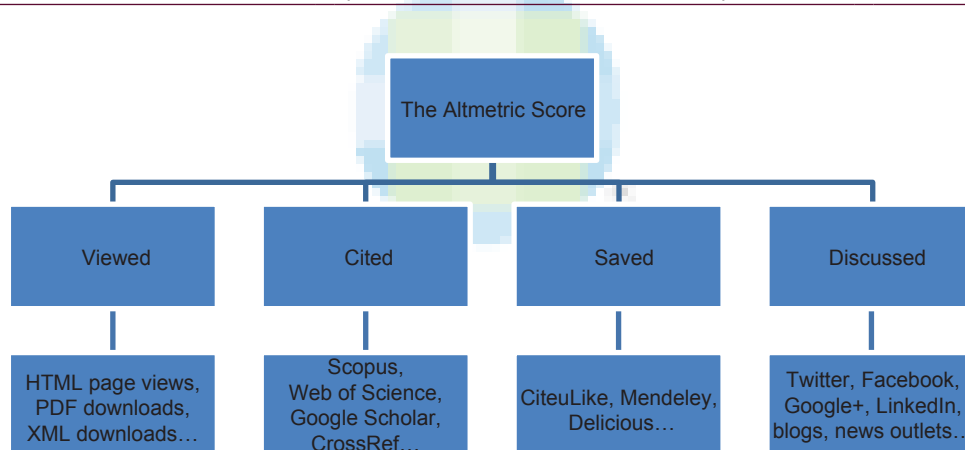 The Altmetric Score
Viewed
Cited
Saved
Discussed
HTML page views,
PDF downloads,
XML downloads…
Scopus,
Web of Science,
Google Scholar,
CrossRef…
CiteuLike, Mendeley,
Delicious…
Twitter, Facebook,
Google+, LinkedIn,
blogs, news outlets…